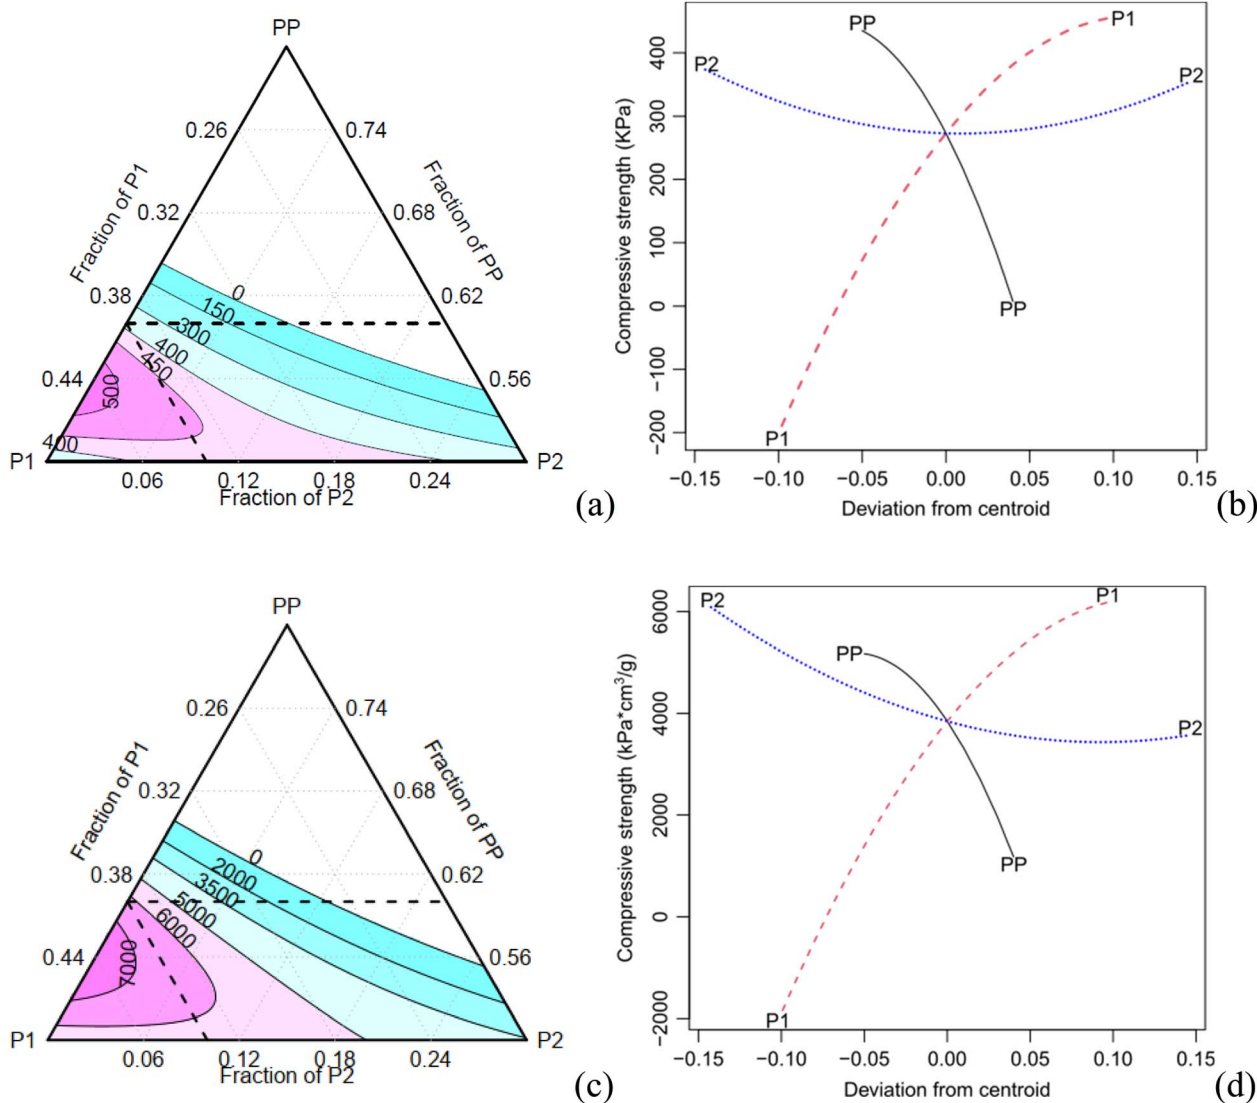 PP
0.26
0.74
Fraction of P1
Fraction of PP
0.32
0.68
0.38
0.62
0
150
300
400
450
500
0.44
0.56
400
P1
P2
0.06
0.12
0.18
0.24
Fraction of P2
(a)
Compressive strength (KPa)
400
300
200
100
0
−100
−200
PP
P1
P2
P2
PP
P1
−0.15
−0.10
−0.05
0.00
0.05
0.10
0.15
Deviation from centroid
(b)
PP
0.26
0.74
Fraction of P1
Fraction of PP
0.32
0.68
0.38
0.62
0
2000
3500
5000
6000
7000
0.44
0.56
P1
P2
0.06
0.12
0.18
0.24
Fraction of P2
(c)
Compressive strength (kPa*cm³/g)
6000
4000
2000
0
−2000
P2
P1
PP
P2
PP
P1
−0.15
−0.10
−0.05
0.00
0.05
0.10
0.15
Deviation from centroid
(d)